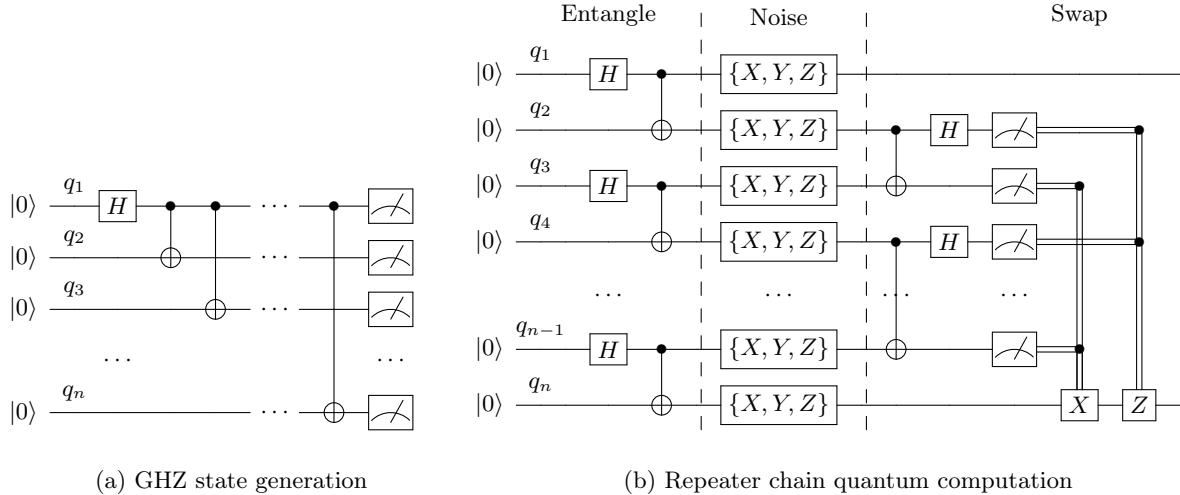 Entangle Noise Swap
|0⟩ q₁ H {X, Y, Z}
|0⟩ q₂ {X, Y, Z} H
|0⟩ q₃ H {X, Y, Z}
|0⟩ q₄ {X, Y, Z} H
··· ··· ··· ···
|0⟩ qₙ₋₁ H {X, Y, Z}
|0⟩ qₙ {X, Y, Z} X Z
(b) Repeater chain quantum computation
|0⟩ q₁ H ···
|0⟩ q₂ ···
|0⟩ q₃ ···
··· ···
|0⟩ qₙ ···
(a) GHZ state generation